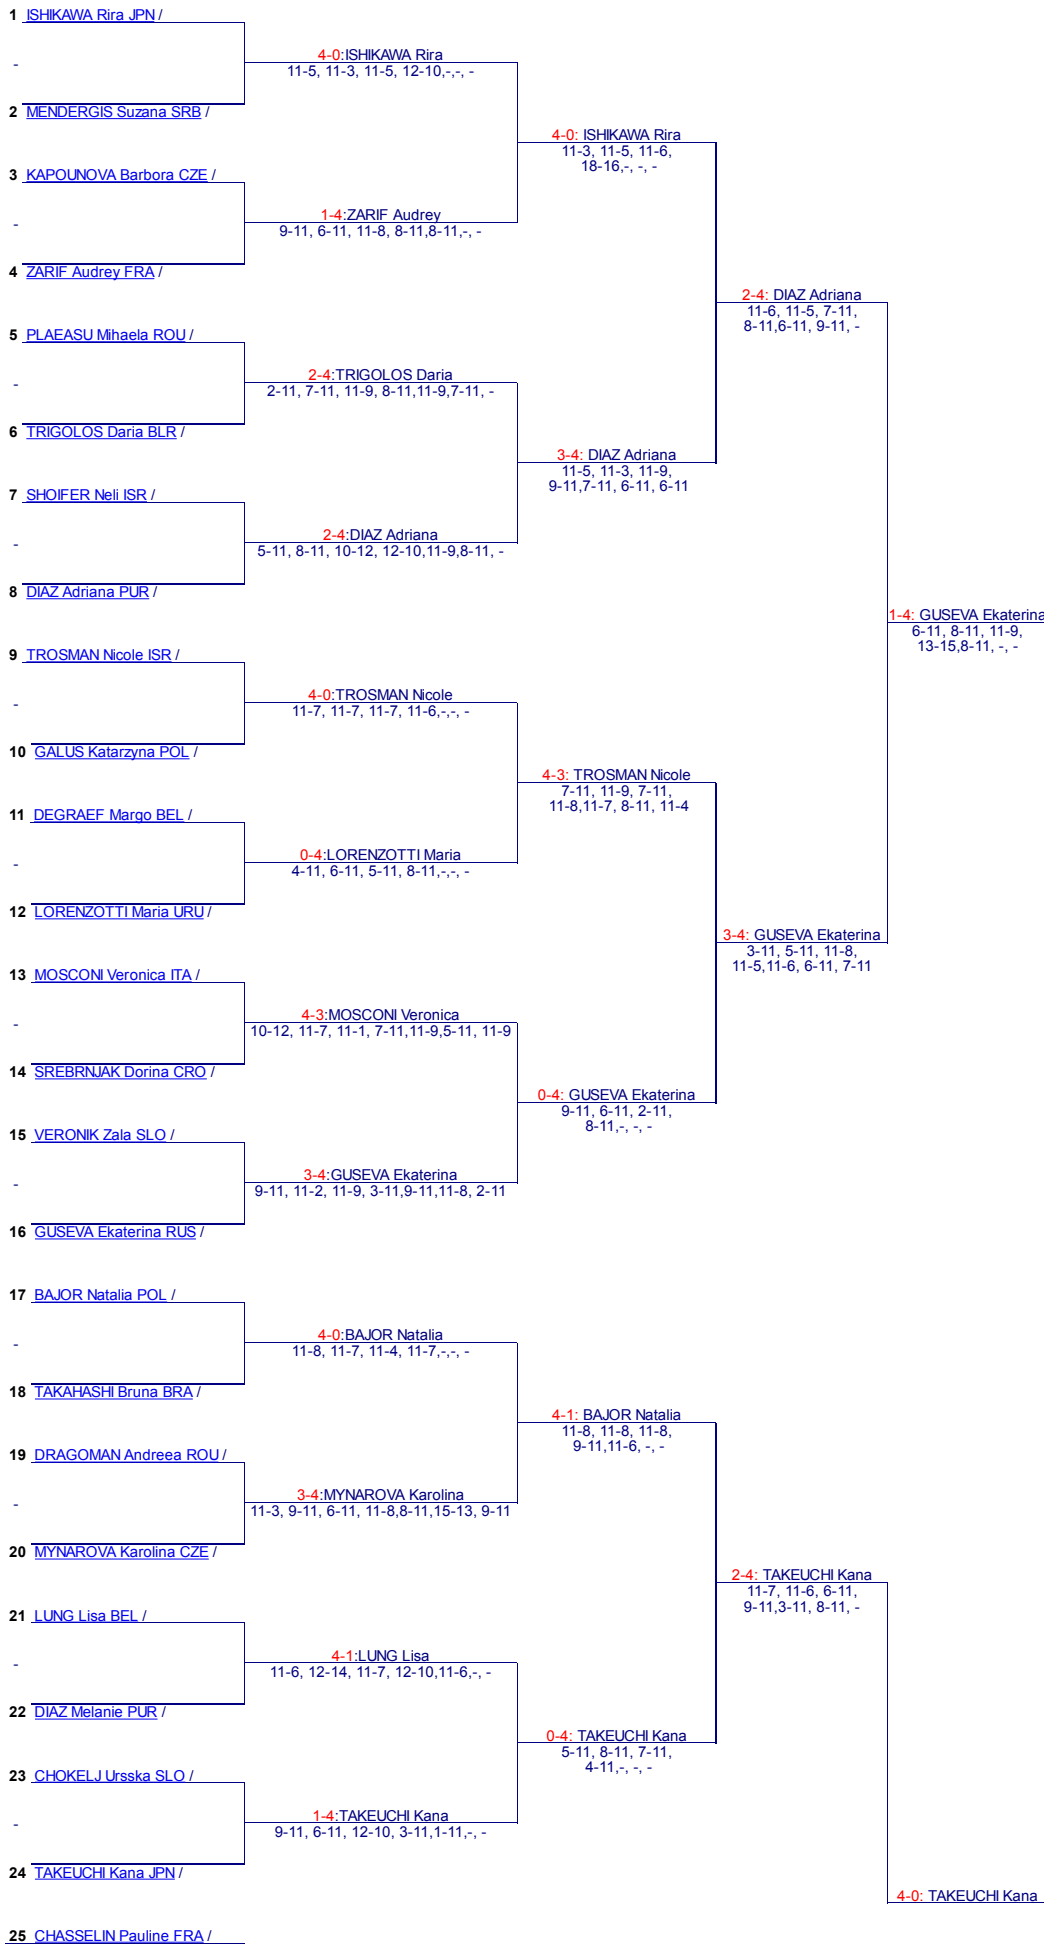 1 ISHIKAWA Rira JPN /
-
4-0:ISHIKAWA Rira
11-5, 11-3, 11-5, 12-10,-,-, -
2 MENDERGIS Suzana SRB /
4-0: ISHIKAWA Rira
11-3, 11-5, 11-6,
18-16,-, -, -
3 KAPOUNOVA Barbora CZE /
-
1-4:ZARIF Audrey
9-11, 6-11, 11-8, 8-11,8-11,-, -
4 ZARIF Audrey FRA /
2-4: DIAZ Adriana
11-6, 11-5, 7-11,
8-11,6-11, 9-11, -
5 PLAEASU Mihaela ROU /
-
2-4:TRIGOLOS Daria
2-11, 7-11, 11-9, 8-11,11-9,7-11, -
6 TRIGOLOS Daria BLR /
3-4: DIAZ Adriana
11-5, 11-3, 11-9,
9-11,7-11, 6-11, 6-11
7 SHOIFER Neli ISR /
-
2-4:DIAZ Adriana
5-11, 8-11, 10-12, 12-10,11-9,8-11, -
8 DIAZ Adriana PUR /
1-4: GUSEVA Ekaterina
6-11, 8-11, 11-9,
13-15,8-11, -, -
9 TROSMAN Nicole ISR /
-
4-0:TROSMAN Nicole
11-7, 11-7, 11-7, 11-6,-,-, -
10 GALUS Katarzyna POL /
4-3: TROSMAN Nicole
7-11, 11-9, 7-11,
11-8,11-7, 8-11, 11-4
11 DEGRAEF Margo BEL /
-
0-4:LORENZOTTI Maria
4-11, 6-11, 5-11, 8-11,-,-, -
12 LORENZOTTI Maria URU /
3-4: GUSEVA Ekaterina
3-11, 5-11, 11-8,
11-5,11-6, 6-11, 7-11
13 MOSCONI Veronica ITA /
-
4-3:MOSCONI Veronica
10-12, 11-7, 11-1, 7-11,11-9,5-11, 11-9
14 SREBRNJAK Dorina CRO /
0-4: GUSEVA Ekaterina
9-11, 6-11, 2-11,
8-11,-, -, -
15 VERONIK Zala SLO /
-
3-4:GUSEVA Ekaterina
9-11, 11-2, 11-9, 3-11,9-11,11-8, 2-11
16 GUSEVA Ekaterina RUS /
17 BAJOR Natalia POL /
-
4-0:BAJOR Natalia
11-8, 11-7, 11-4, 11-7,-,-, -
18 TAKAHASHI Bruna BRA /
4-1: BAJOR Natalia
11-8, 11-8, 11-8,
9-11,11-6, -, -
19 DRAGOMAN Andreea ROU /
-
3-4:MYNAROVA Karolina
11-3, 9-11, 6-11, 11-8,8-11,15-13, 9-11
20 MYNAROVA Karolina CZE /
2-4: TAKEUCHI Kana
11-7, 11-6, 6-11,
9-11,3-11, 8-11, -
21 LUNG Lisa BEL /
-
4-1:LUNG Lisa
11-6, 12-14, 11-7, 12-10,11-6,-, -
22 DIAZ Melanie PUR /
0-4: TAKEUCHI Kana
5-11, 8-11, 7-11,
4-11,-, -, -
23 CHOKELJ Ursska SLO /
-
1-4:TAKEUCHI Kana
9-11, 6-11, 12-10, 3-11,1-11,-, -
24 TAKEUCHI Kana JPN /
4-0: TAKEUCHI Kana
25 CHASSELIN Pauline FRA /